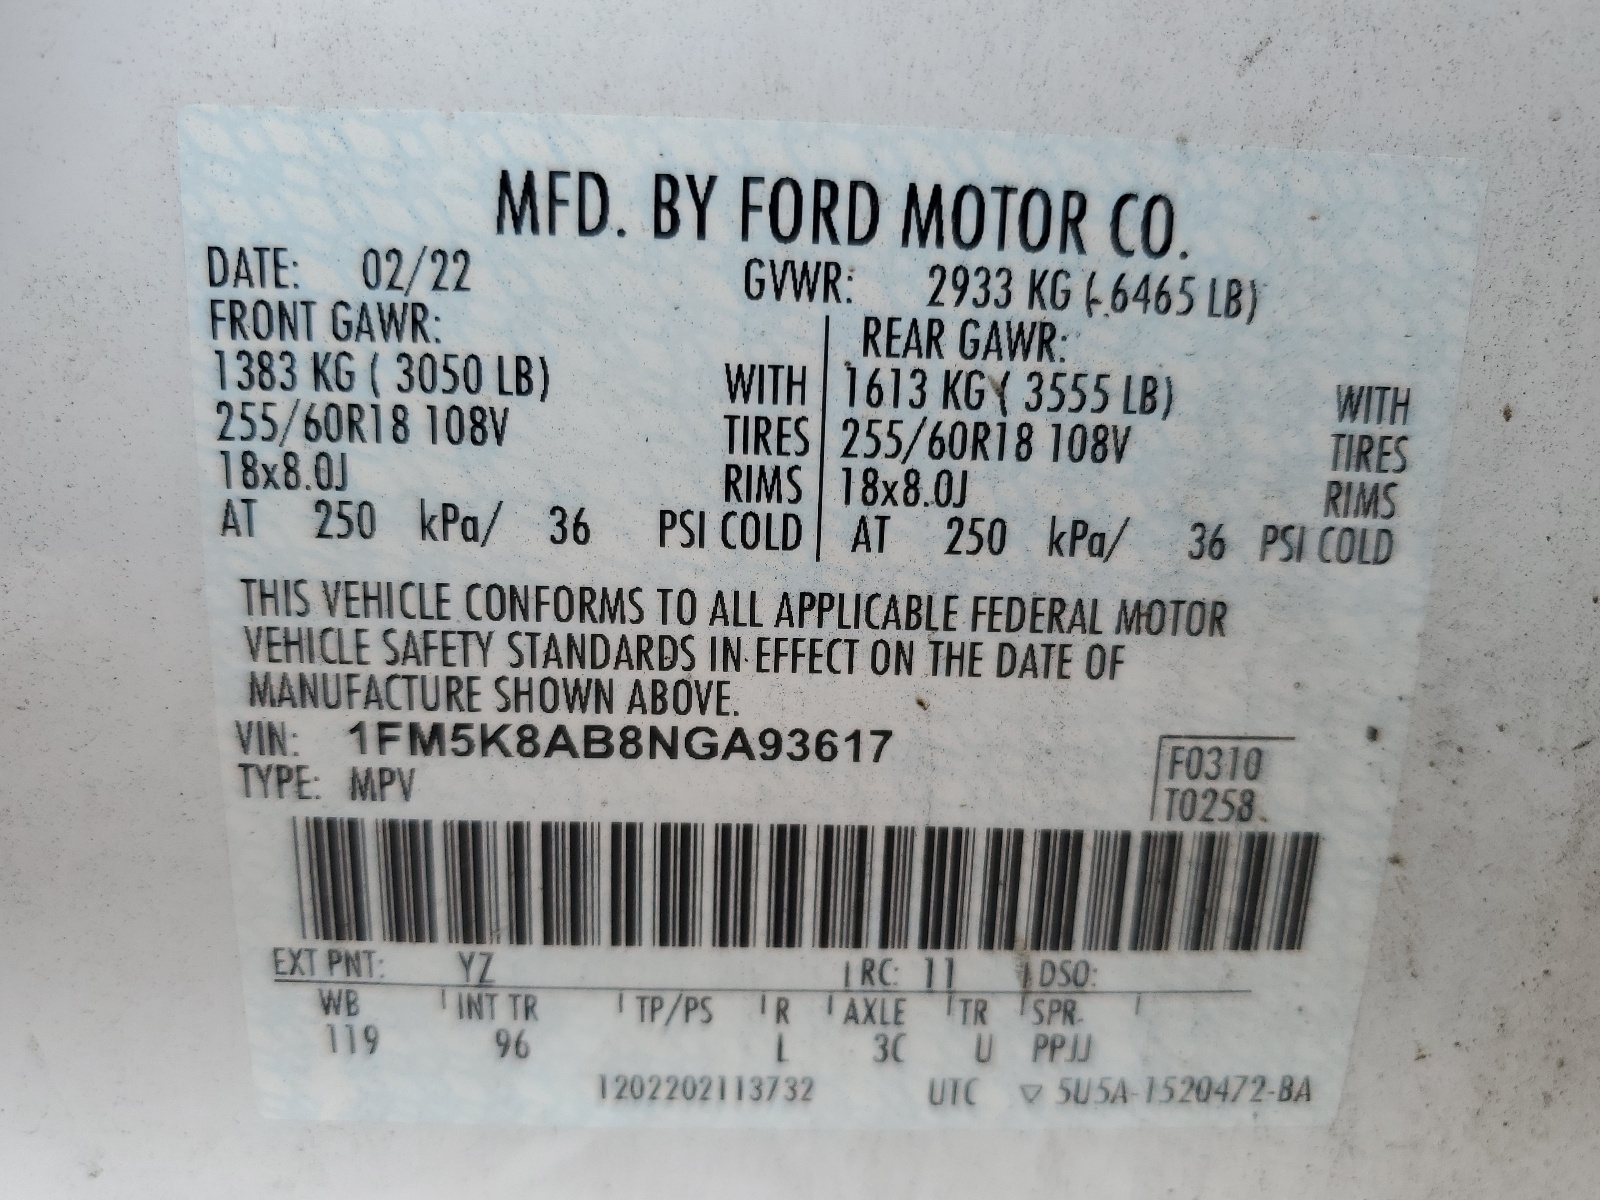 MFD. BY FORD MOTOR CO.
DATE: 02/22 GVWR: 2933 KG ( 6465 LB)
FRONT GAWR: REAR GAWR:
1383 KG ( 3050 LB) WITH 1613 KG ( 3555 LB) WITH
255/60R18 108V TIRES 255/60R18 108V TIRES
18x8.0J RIMS 18x8.0J RIMS
AT 250 kPa/ 36 PSI COLD AT 250 kPa/ 36 PSI COLD
THIS VEHICLE CONFORMS TO ALL APPLICABLE FEDERAL MOTOR
VEHICLE SAFETY STANDARDS IN EFFECT ON THE DATE OF
MANUFACTURE SHOWN ABOVE.
VIN: 1FM5K8AB8NGA93617 F0310
TYPE: MPV T0258
EXT PNT: YZ RC: 11 DSO:
WB INT TR TP/PS R AXLE TR SPR
119 96 L 3C U PPJJ
1202202113732 UTC ▽ 5U5A-1520472-BA